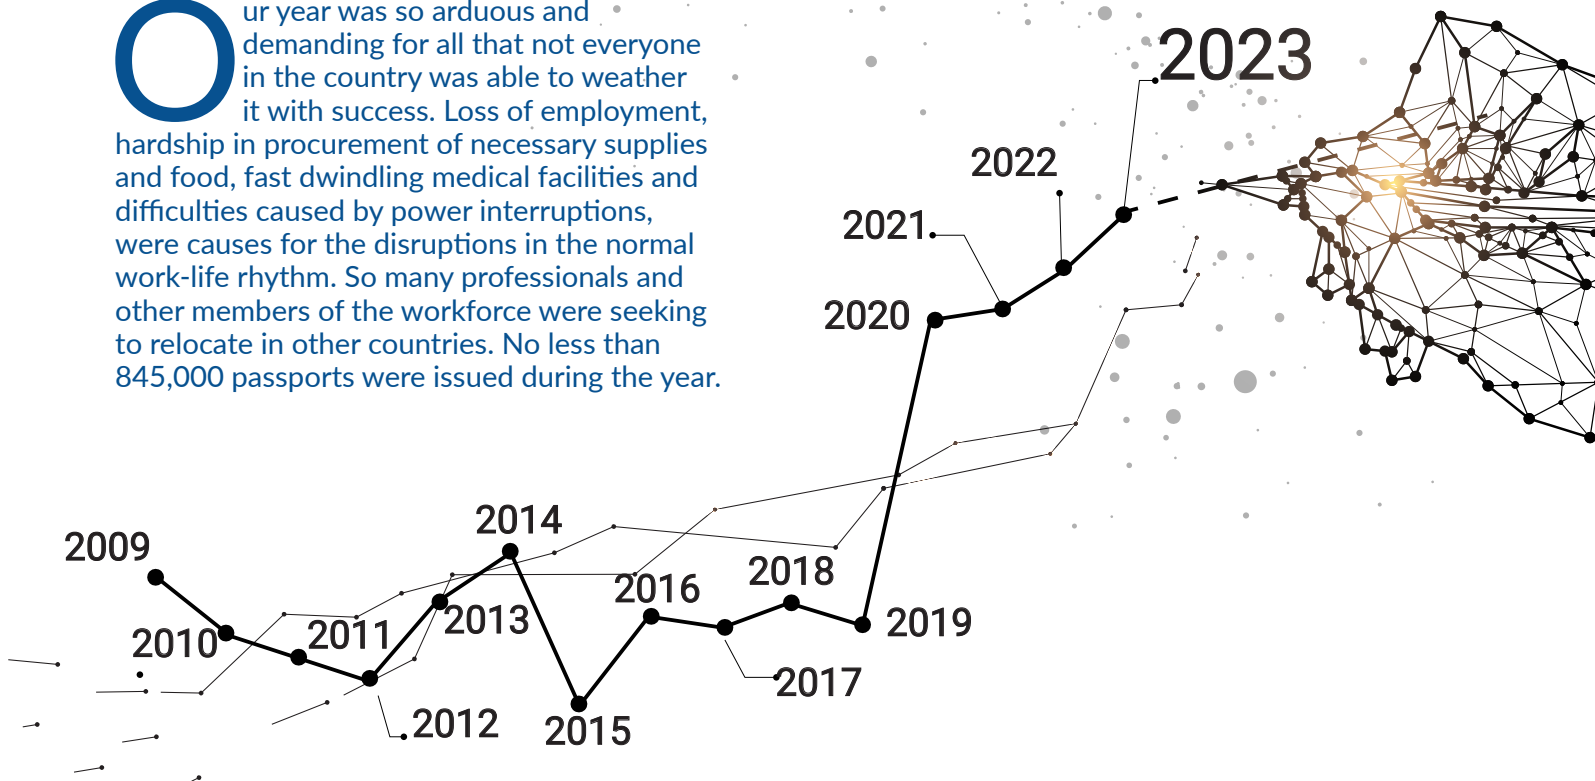 Our year was so arduous and
demanding for all that not everyone
in the country was able to weather
it with success. Loss of employment,
hardship in procurement of necessary supplies
and food, fast dwindling medical facilities and
difficulties caused by power interruptions,
were causes for the disruptions in the normal
work-life rhythm. So many professionals and
other members of the workforce were seeking
to relocate in other countries. No less than
845,000 passports were issued during the year.
2023
2022
2021
2020
2014
2009
2018
2016
2013
2019
2011
2010
2017
2012
2015